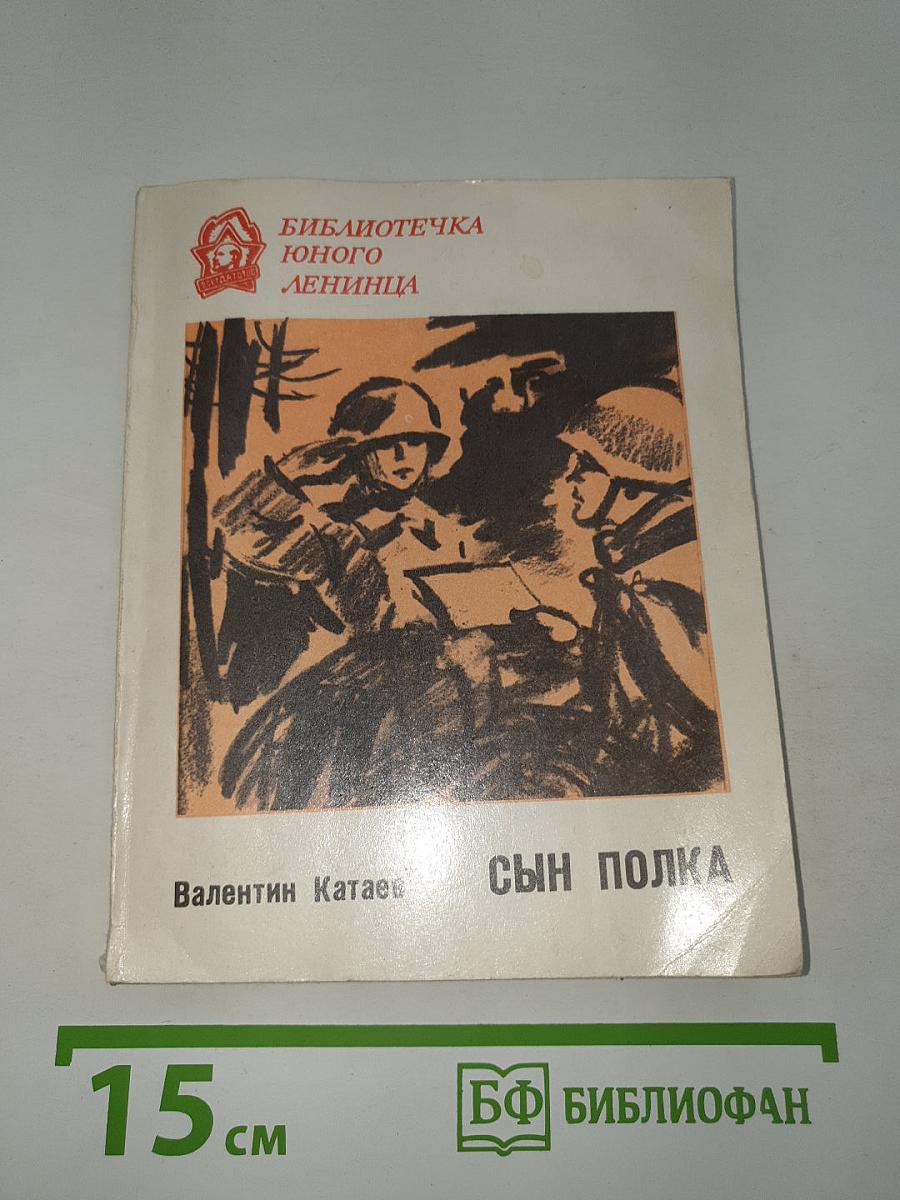 БИБЛИОТЕЧКА
ЮНОГО
ЛЕНИНЦА
Валентин Катаев
СЫН ПОЛКА
15 см
БФ БИБЛИОФАН